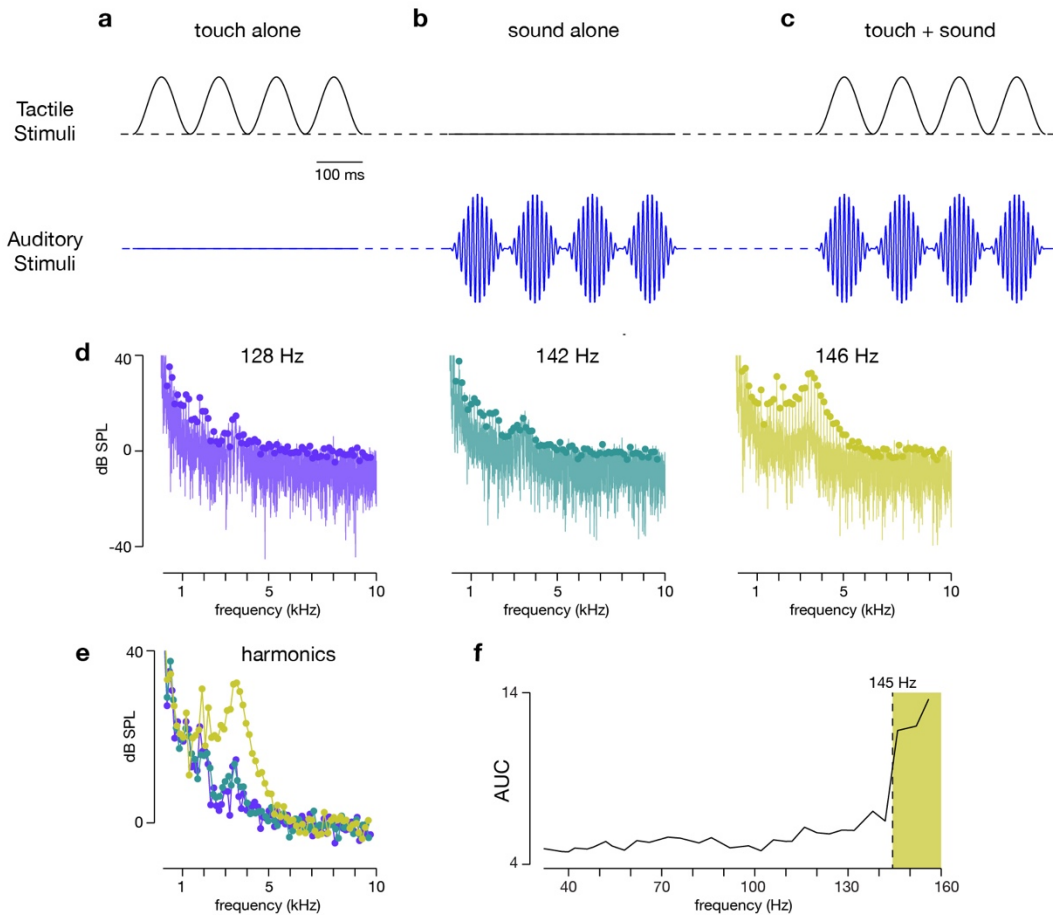 a
touch alone
b
sound alone
c
touch + sound
Tactile
Stimuli
100 ms
Auditory
Stimuli
d
128 Hz
142 Hz
146 Hz
40
0
-40
dB SPL
1
5
10
frequency (kHz)
1
5
10
frequency (kHz)
1
5
10
frequency (kHz)
e
harmonics
40
0
dB SPL
1
5
10
frequency (kHz)
f
145 Hz
14
4
AUC
40
70
100
130
160
frequency (Hz)